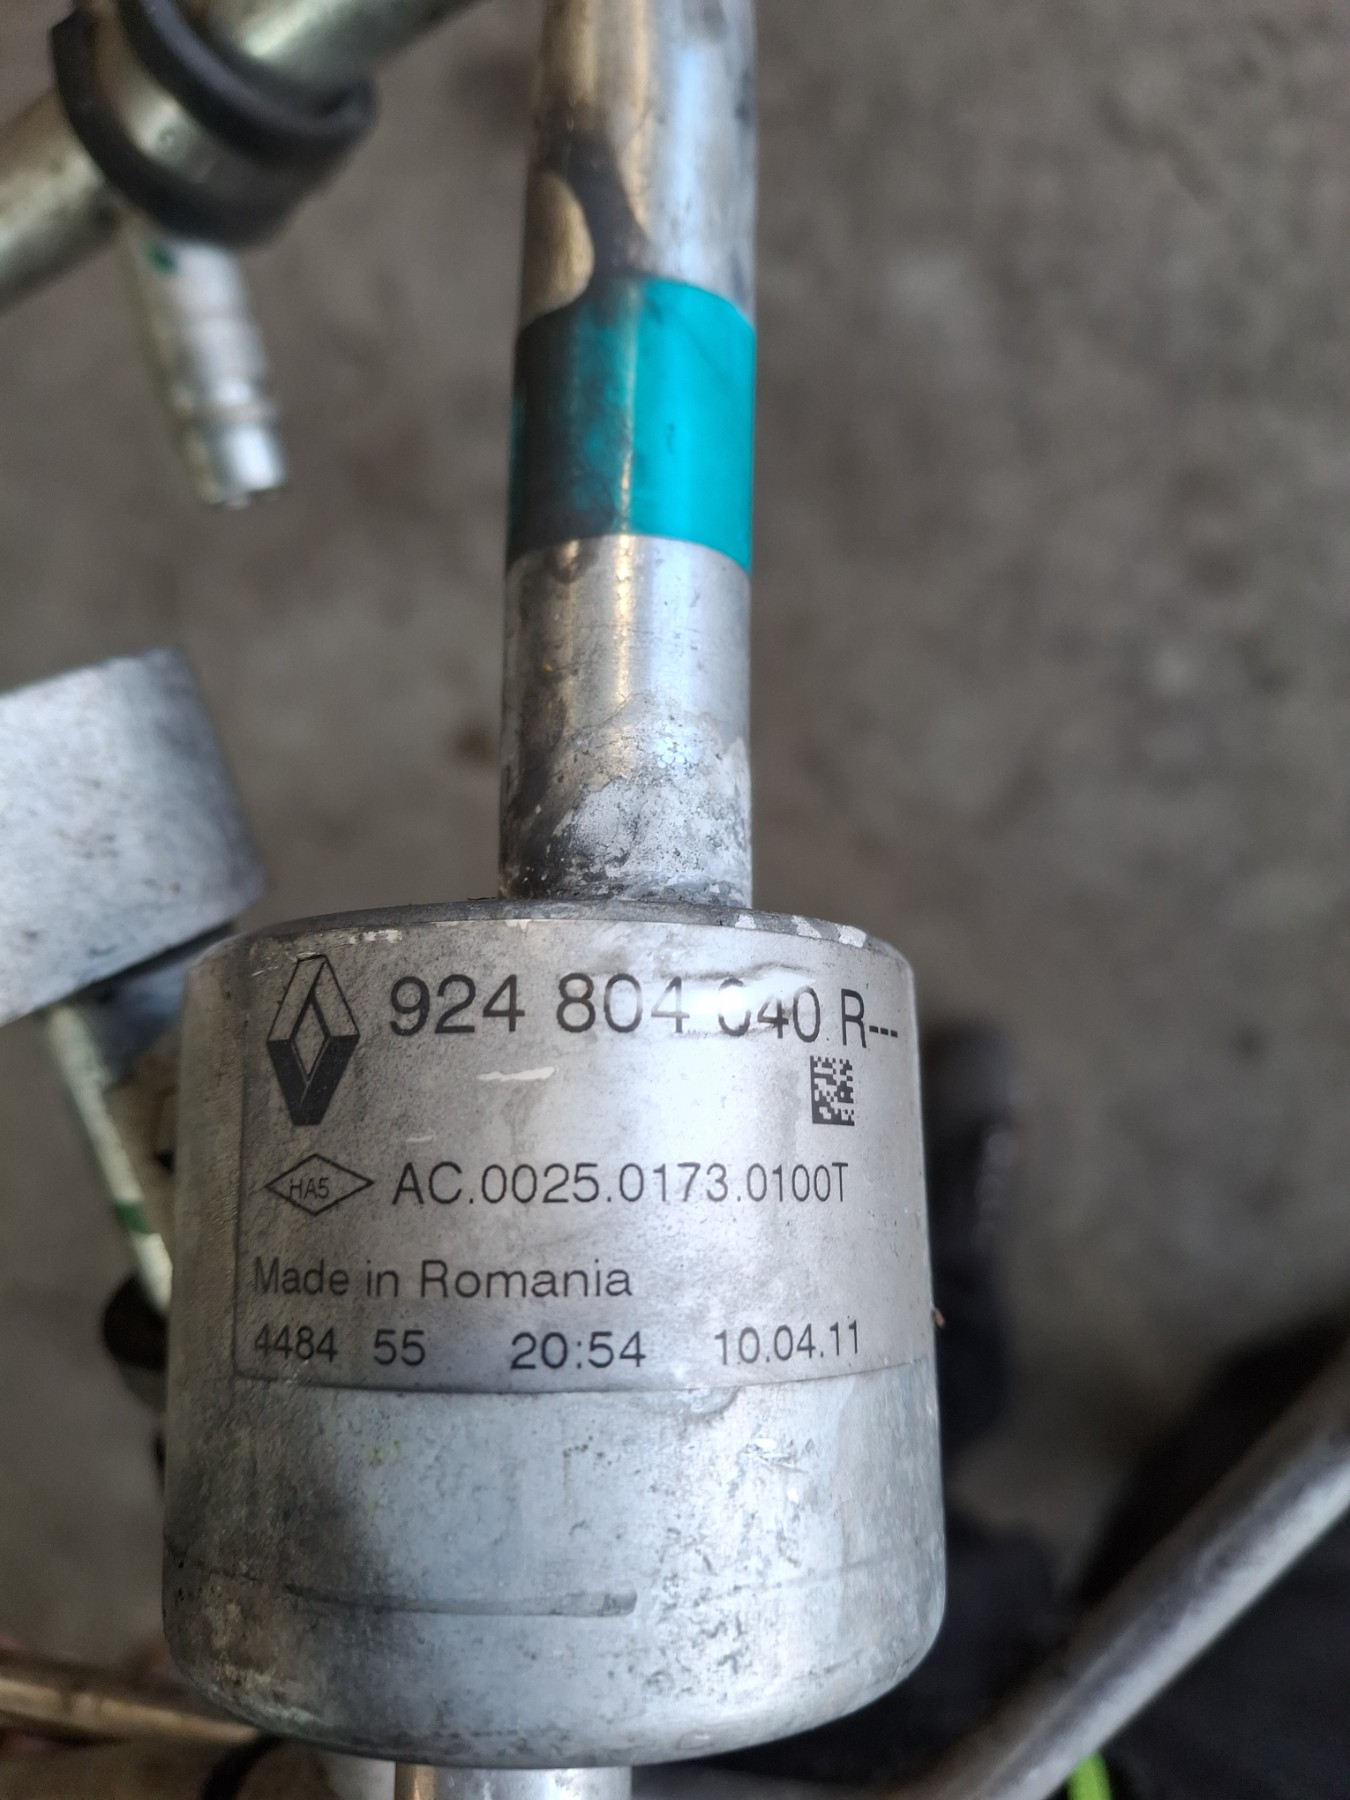 924 804 040 R---
HA5 AC.0025.0173.0100T
Made in Romania
4484 55 20:54 10.04.11